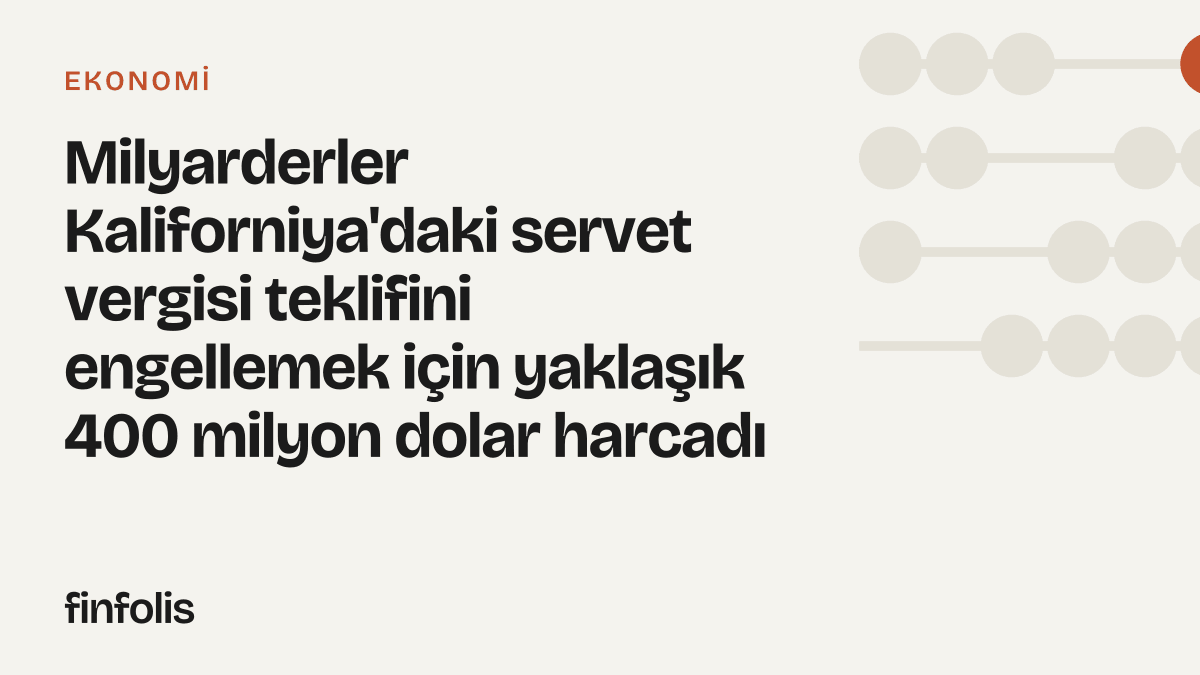 EKONOMİ
Milyarderler
Kaliforniya'daki servet
vergisi teklifini
engellemek için yaklaşık
400 milyon dolar harcadı
finfolis